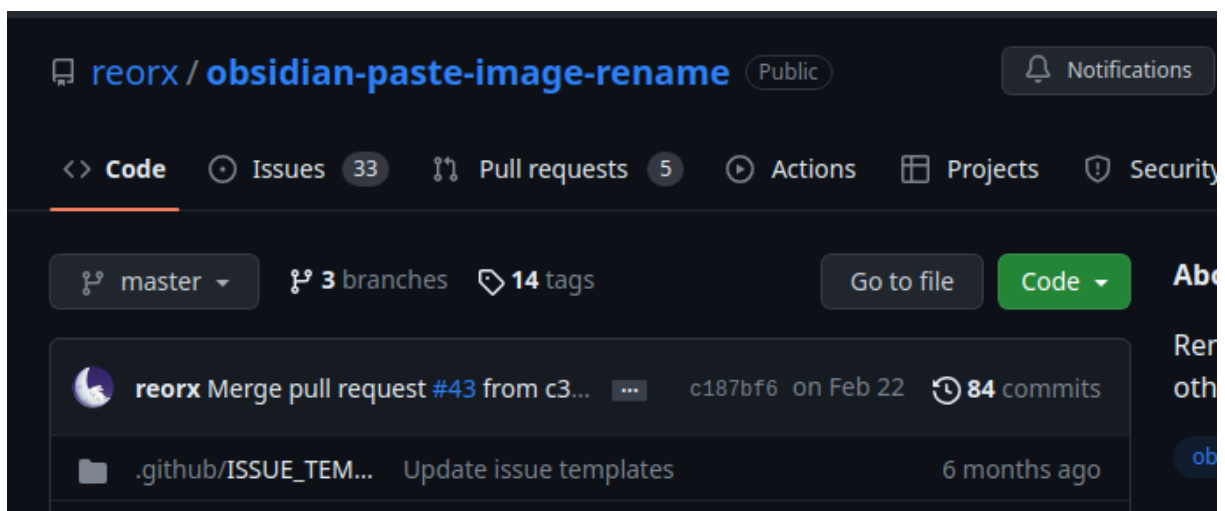 reorx / obsidian-paste-image-rename Public Notifications
Code Issues 33 Pull requests 5 Actions Projects Security
master 3 branches 14 tags Go to file Code
reorx Merge pull request #43 from c3... ... c187bf6 on Feb 22 84 commits
.github/ISSUE_TEM... Update issue templates 6 months ago